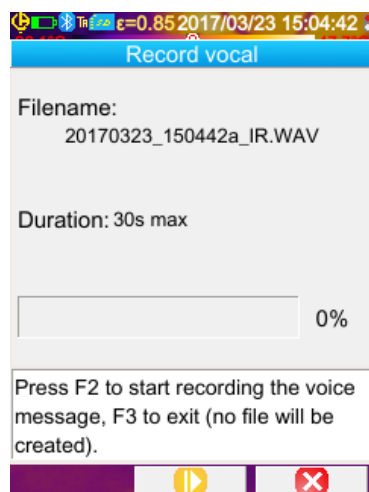 ε=0.85 2017/03/23 15:04:42
Record vocal
Filename:
20170323_150442a_IR.WAV
Duration: 30s max
0%
Press F2 to start recording the voice
message, F3 to exit (no file will be
created).